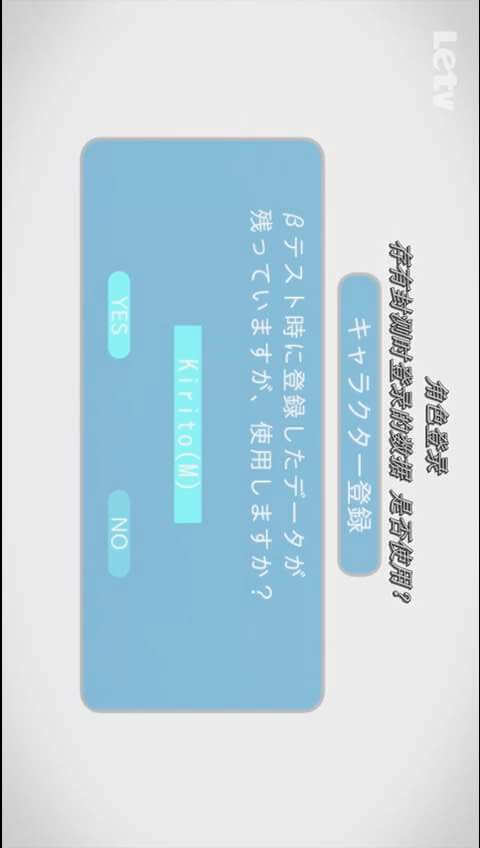 Letv
角色登录
存有封测时登录的数据 是否使用？
キャラクター登録
βテスト時に登録したデータが
残っていますが、使用しますか？
Kirito(M)
YES
NO